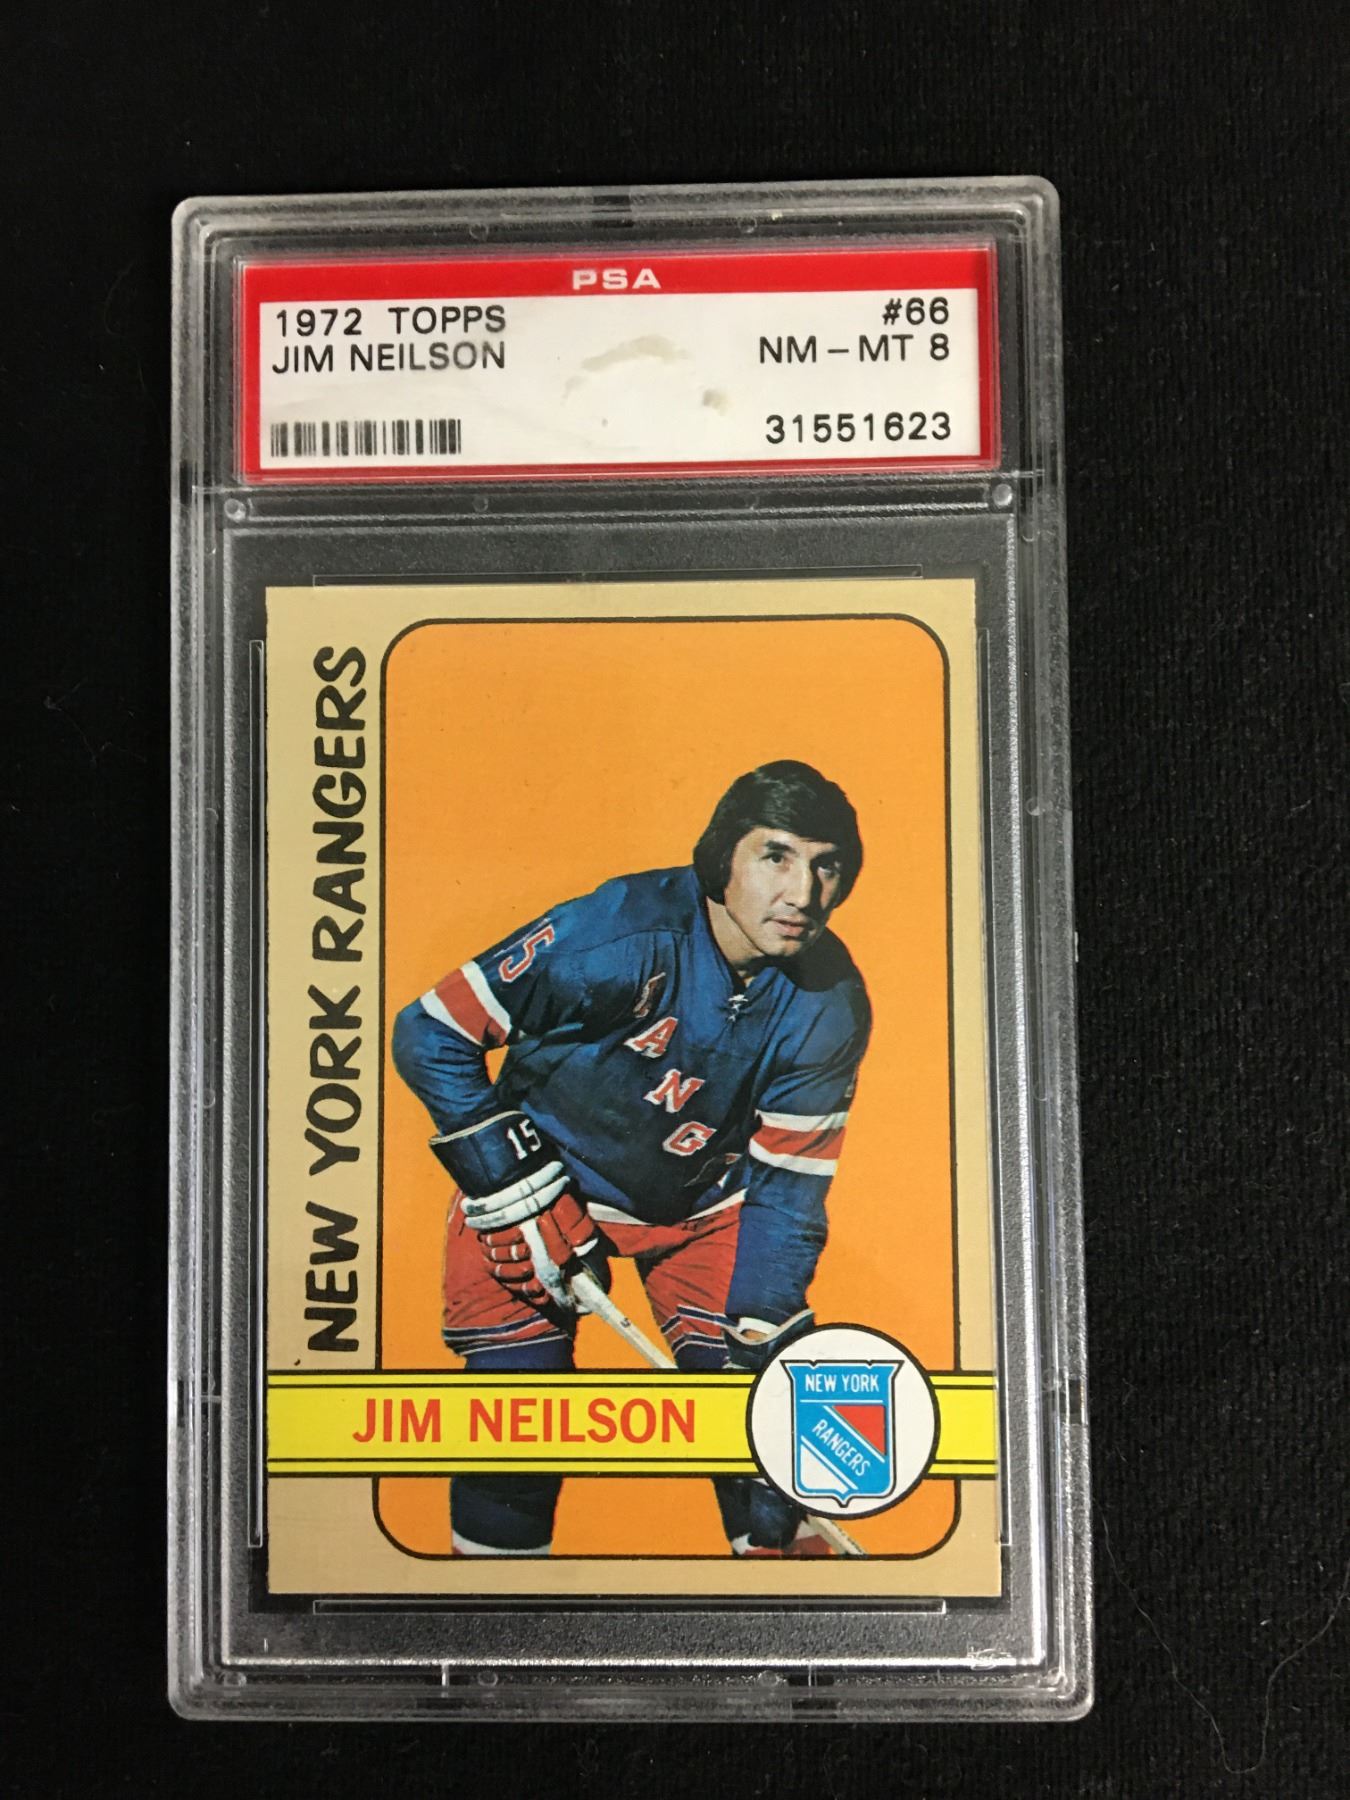 PSA
1972 TOPPS #66
JIM NEILSON NM-MT 8
31551623
NEW YORK RANGERS
15
ANG
15
JIM NEILSON
NEW YORK
RANGERS